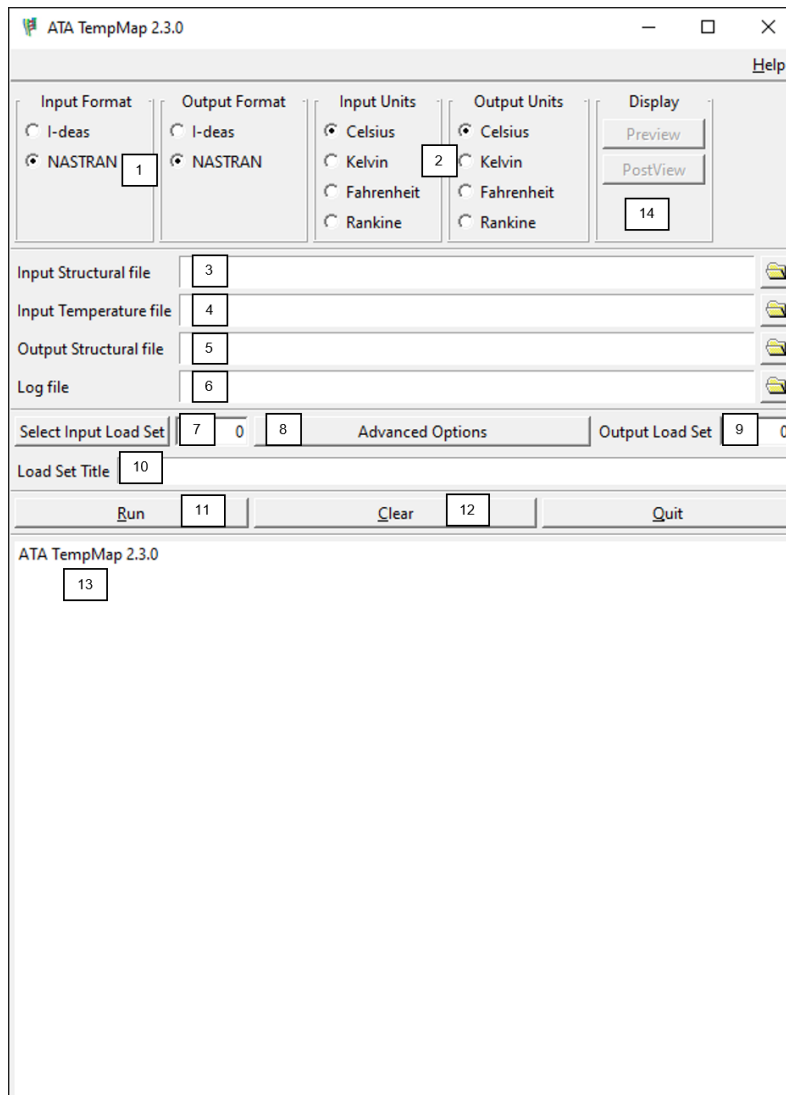 ATA TempMap 2.3.0
Help
Input Format Output Format Input Units Output Units Display
I-deas I-deas Celsius Celsius Preview
NASTRAN 1 NASTRAN Kelvin 2 Kelvin PostView
Fahrenheit Fahrenheit
14
Rankine Rankine
Input Structural file 3
Input Temperature file 4
Output Structural file 5
Log file 6
Select Input Load Set 7 0 8 Advanced Options Output Load Set 9 0
Load Set Title 10
Run 11 Clear 12 Quit
ATA TempMap 2.3.0
13